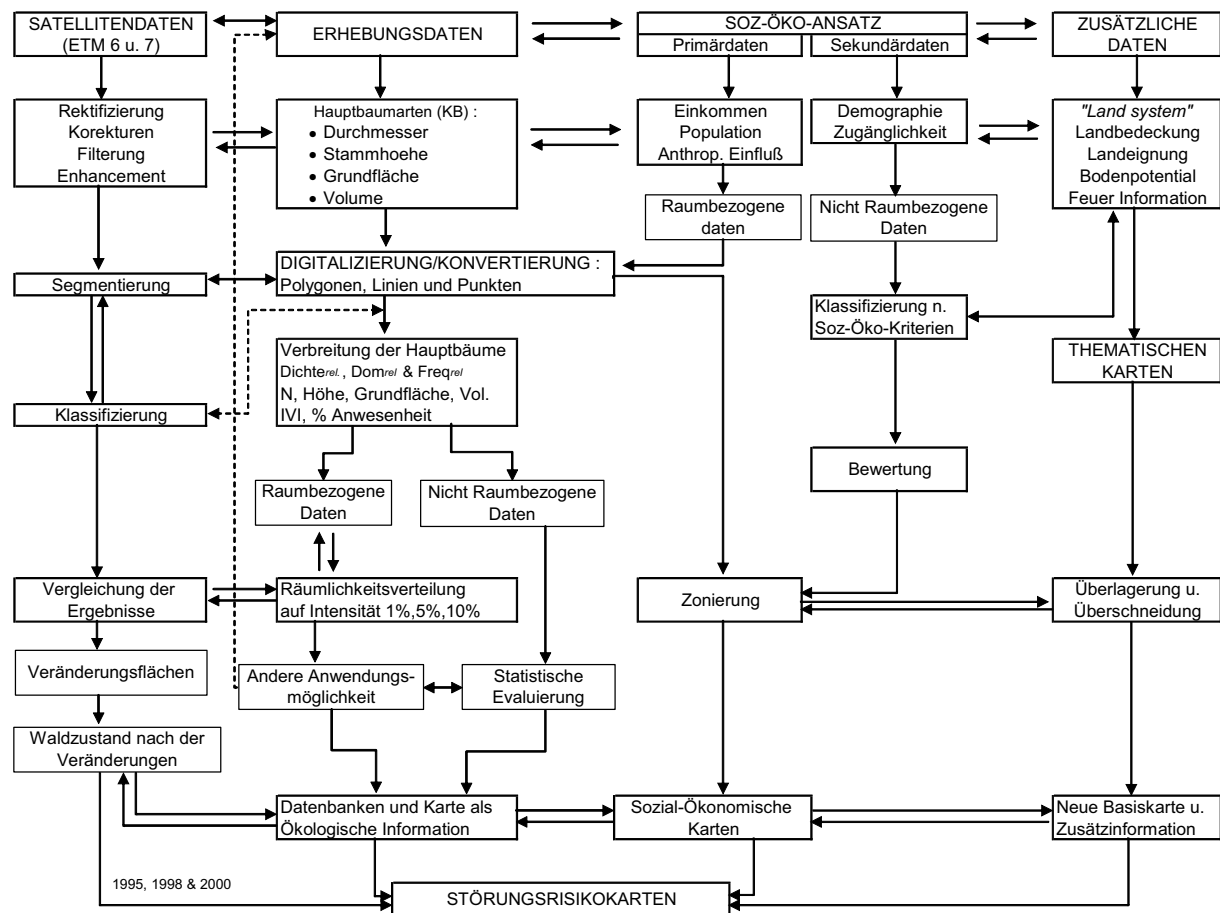 SATELLITENDATEN
(ETM 6 u. 7)
ERHEBUNGSDATEN
SOZ-ÖKO-ANSATZ
Primärdaten
Sekundärdaten
ZUSÄTZLICHE
DATEN
Rektifizierung
Korekturen
Filterung
Enhancement
Hauptbaumarten (KB) :
• Durchmesser
• Stammhoehe
• Grundfläche
• Volume
Einkommen
Population
Anthrop. Einfluß
Demographie
Zugänglichkeit
"Land system"
Landbedeckung
Landeignung
Bodenpotential
Feuer Information
Raumbezogene
daten
Nicht Raumbezogene
Daten
Segmentierung
DIGITALIZIERUNG/KONVERTIERUNG :
Polygonen, Linien und Punkten
Klassifizierung n.
Soz-Öko-Kriterien
Verbreitung der Hauptbäume
Dichterel. , Domrel & Freqrel
N, Höhe, Grundfläche, Vol.
IVI, % Anwesenheit
THEMATISCHEN
KARTEN
Klassifizierung
Bewertung
Raumbezogene
Daten
Nicht Raumbezogene
Daten
Vergleichung der
Ergebnisse
Räumlichkeitsverteilung
auf Intensität 1%,5%,10%
Zonierung
Überlagerung u.
Überschneidung
Veränderungsflächen
Andere Anwendungs-
möglichkeit
Statistische
Evaluierung
Waldzustand nach der
Veränderungen
Datenbanken und Karte als
Ökologische Information
Sozial-Ökonomische
Karten
Neue Basiskarte u.
Zusätzinformation
1995, 1998 & 2000
STÖRUNGSRISIKOKARTEN